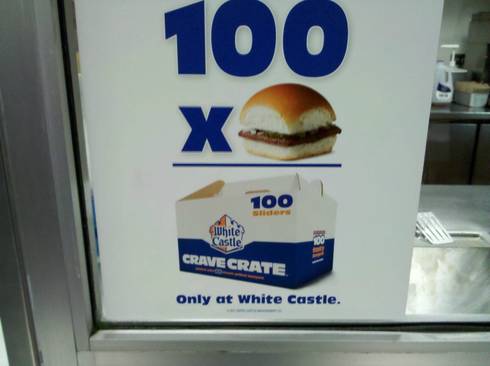 100
X
100
Sliders
White
Castle
CRAVE CRATE
100
Only at White Castle.